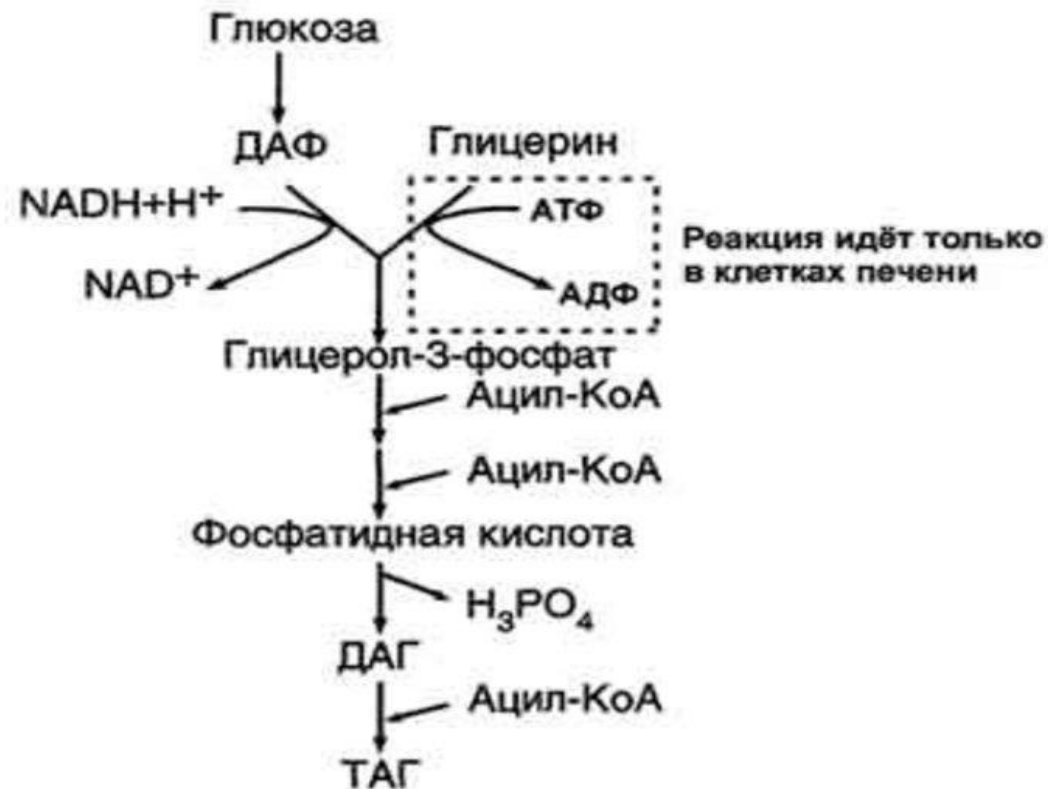 Глюкоза
ДАФ
Глицерин
NADH+H⁺
АТФ
Реакция идёт только
в клетках печени
NAD⁺
АДФ
Глицерол-3-фосфат
Ацил-КоА
Ацил-КоА
Фосфатидная кислота
H₃PO₄
ДАГ
Ацил-КоА
ТАГ